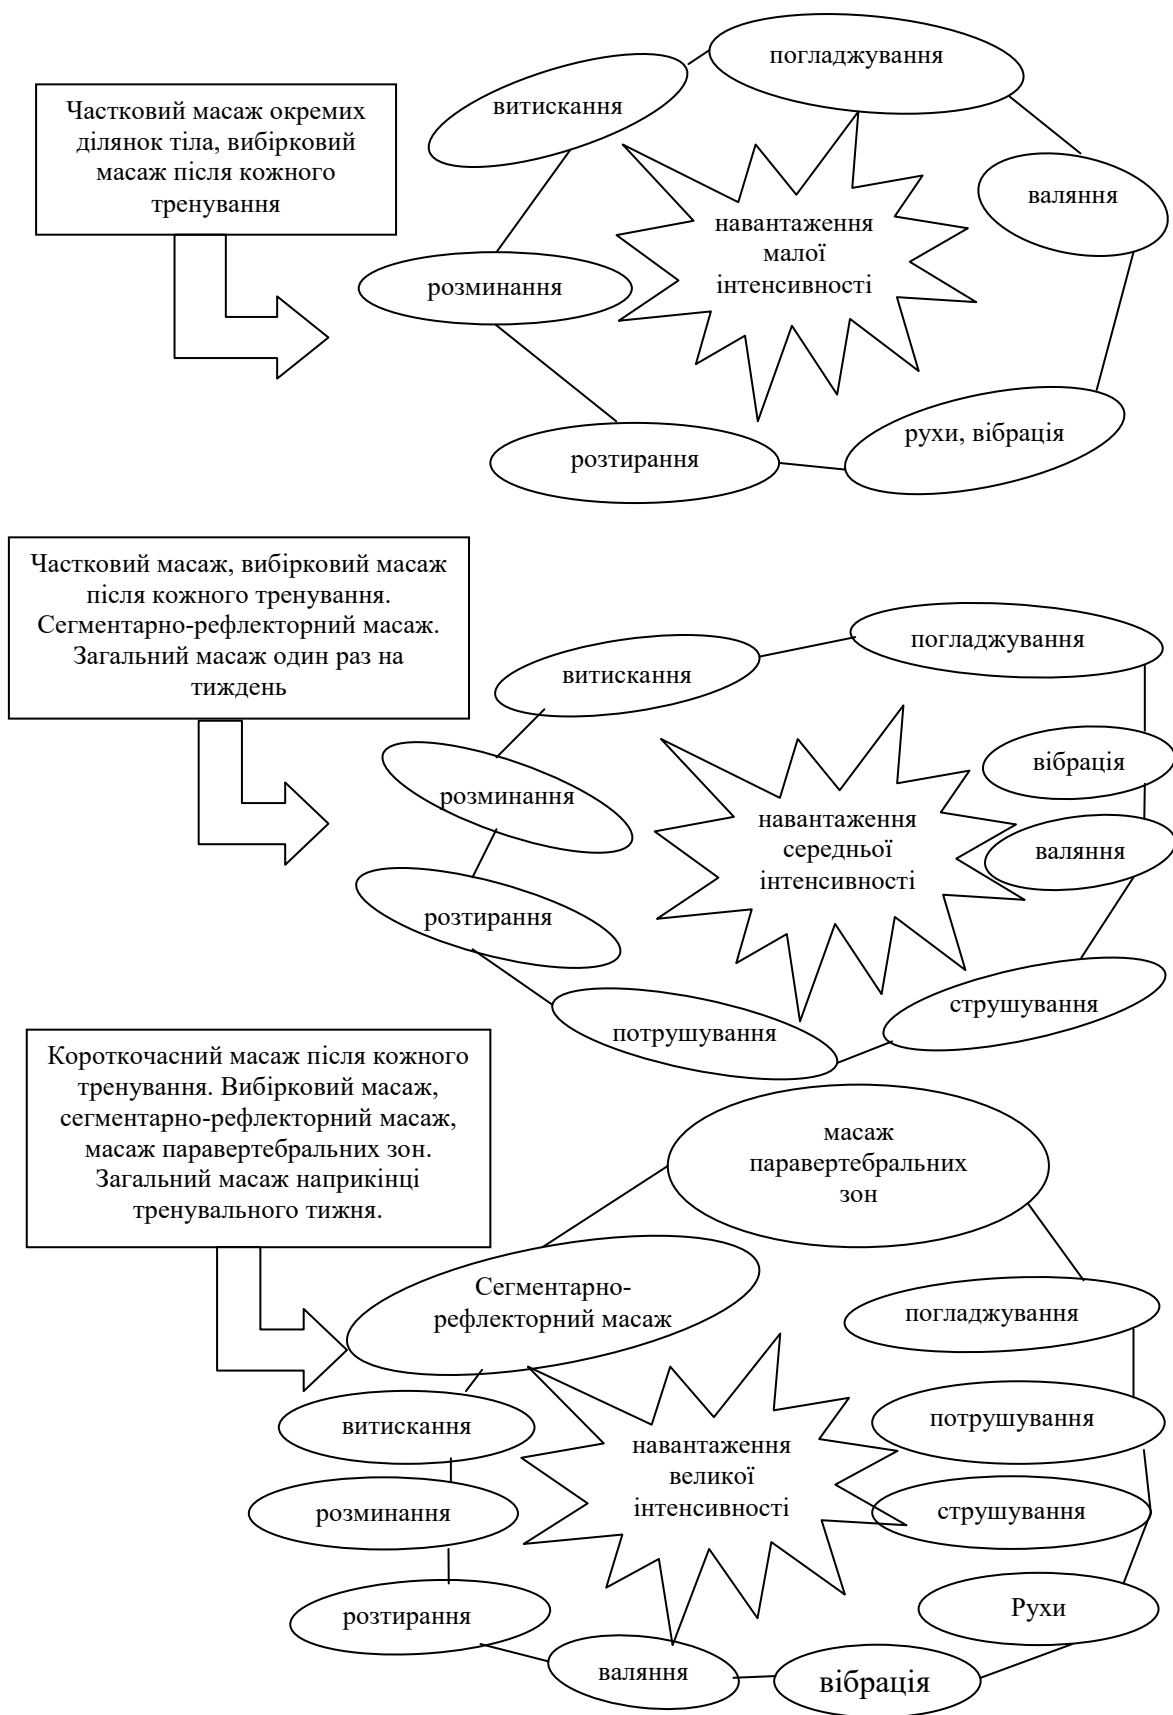 Частковий масаж окремих
ділянок тіла, вибірковий
масаж після кожного
тренування
погладжування
витискання
валяння
навантаження
малої
інтенсивності
розминання
рухи, вібрація
розтирання
Частковий масаж, вибірковий масаж
після кожного тренування.
Сегментарно-рефлекторний масаж.
Загальний масаж один раз на
тиждень
погладжування
витискання
вібрація
розминання
навантаження
середньої
інтенсивності
валяння
розтирання
струшування
потрушування
Короткочасний масаж після кожного
тренування. Вибірковий масаж,
сегментарно-рефлекторний масаж,
масаж паравертебральних зон.
Загальний масаж наприкінці
тренувального тижня.
масаж
паравертебральних
зон
Сегментарно-
рефлекторний масаж
погладжування
витискання
потрушування
навантаження
великої
інтенсивності
розминання
струшування
розтирання
Рухи
валяння
вібрація